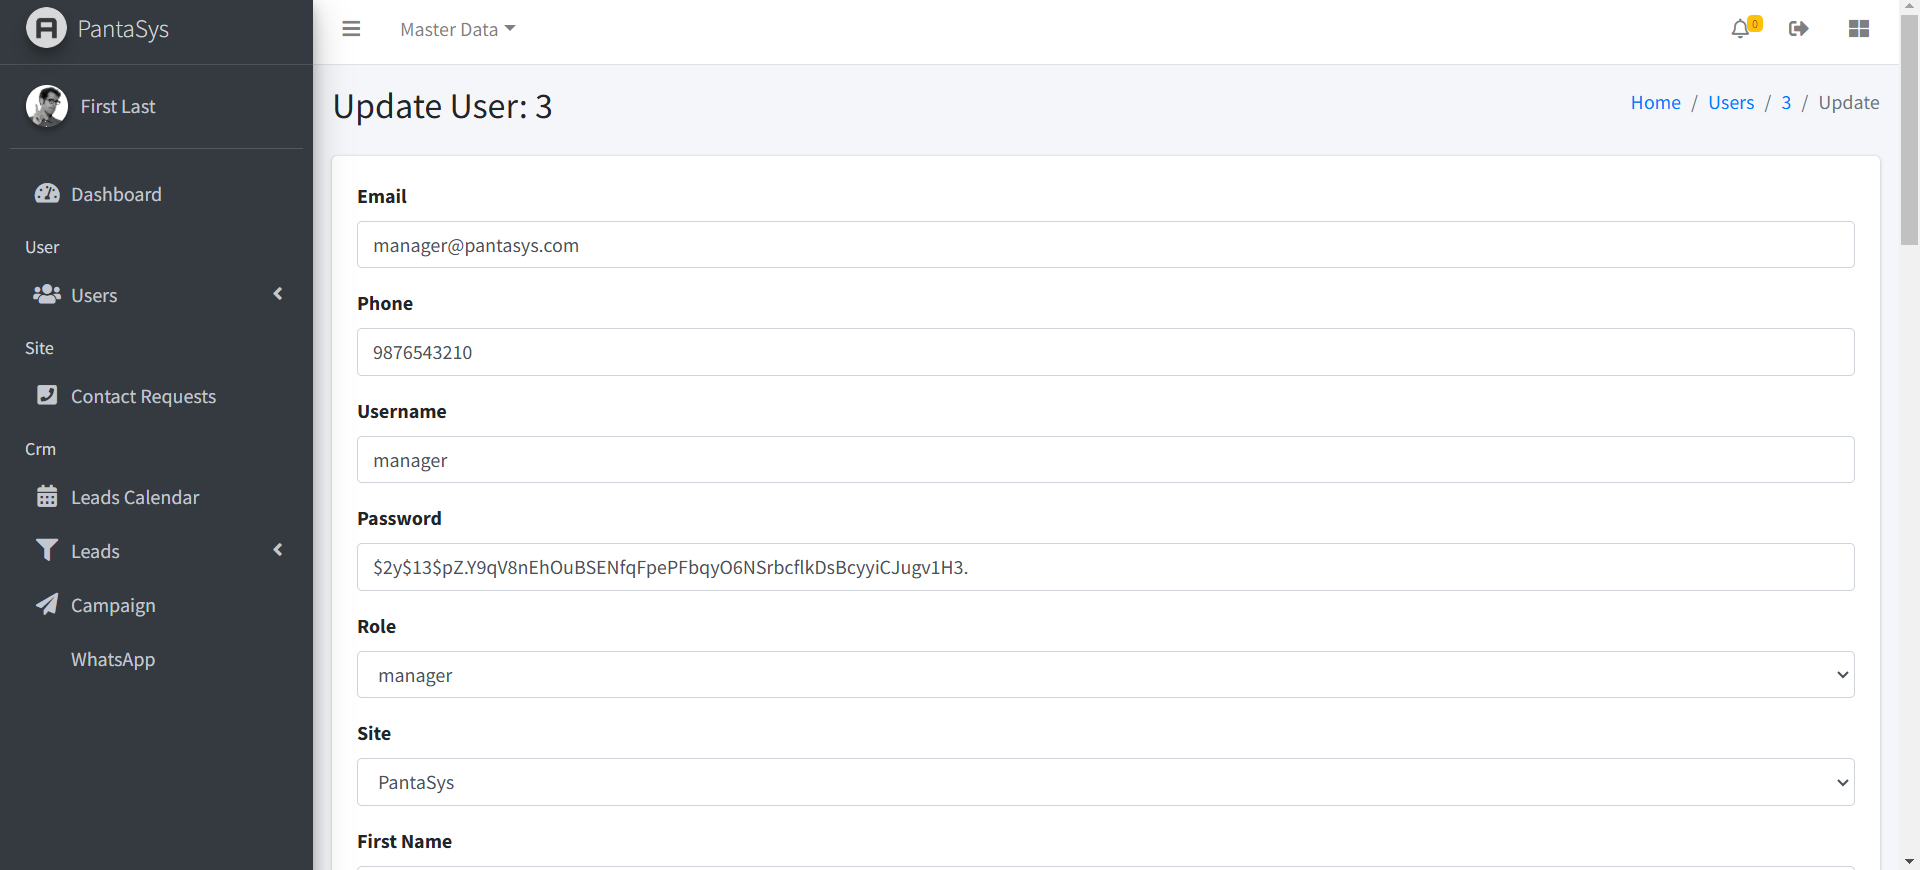 PantaSys
Master Data
0
First Last
Update User: 3
Home / Users / 3 / Update
Dashboard
User
Users
Site
Contact Requests
Crm
Leads Calendar
Leads
Campaign
WhatsApp
Email
manager@pantasys.com
Phone
9876543210
Username
manager
Password
$2y$13$pZ.Y9qV8nEhOuBSENfqFpePFbqyO6NSrbcflkDsBcyyiCJugv1H3.
Role
manager
Site
PantaSys
First Name